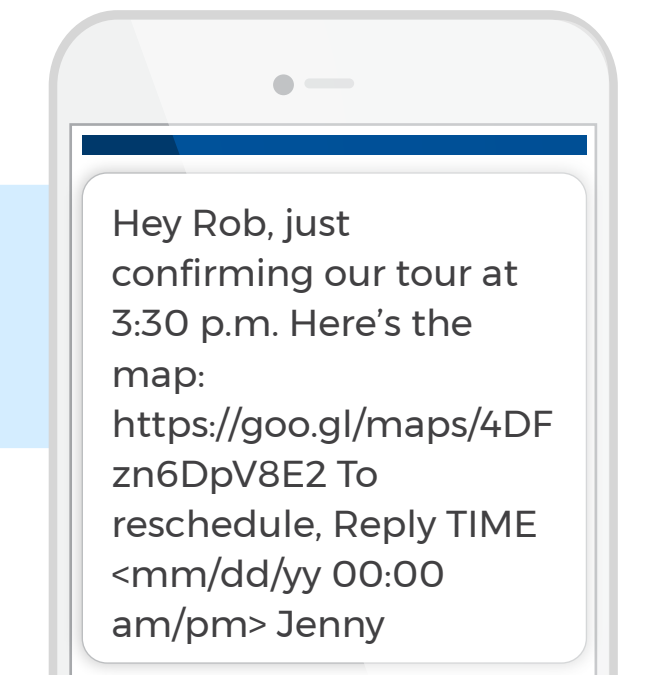 Hey Rob, just
confirming our tour at
3:30 p.m. Here’s the
map:
https://goo.gl/maps/4DF
zn6DpV8E2 To
reschedule, Reply TIME
<mm/dd/yy 00:00
am/pm> Jenny